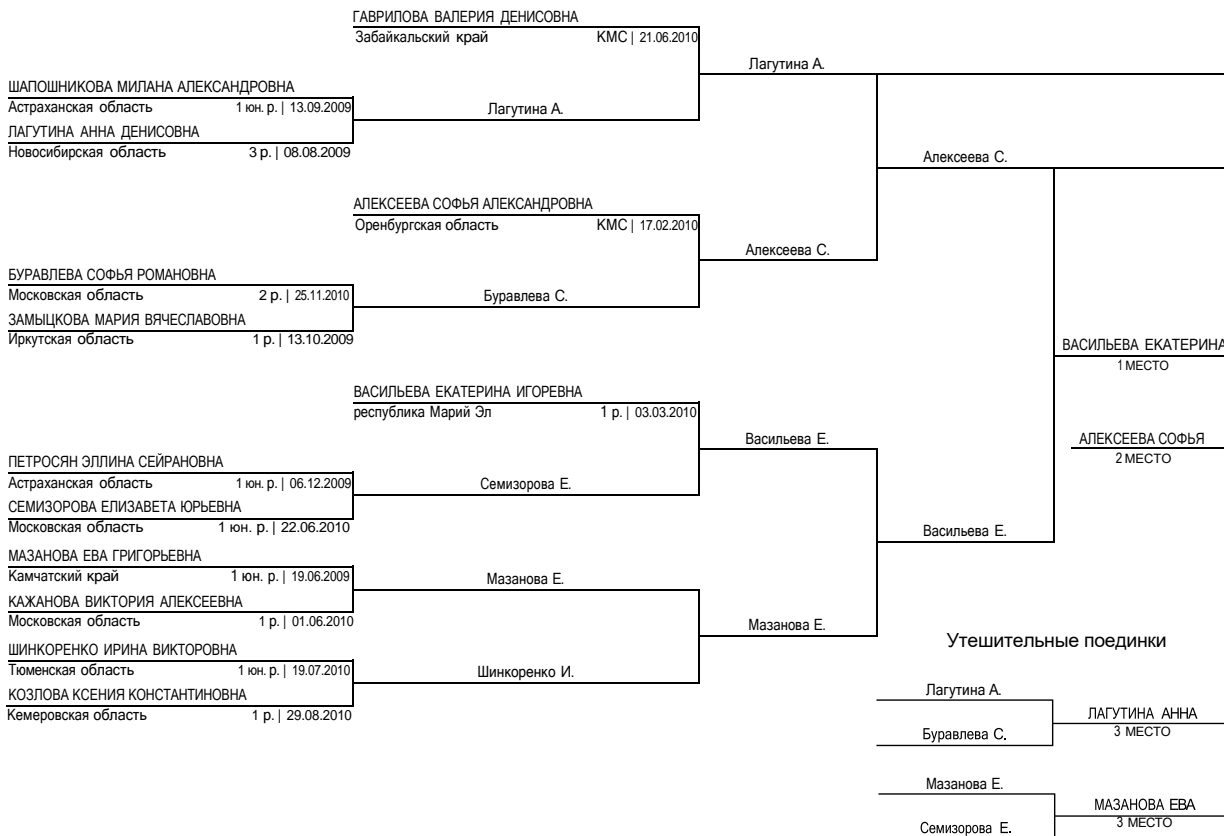 ГАВРИЛОВА ВАЛЕРИЯ ДЕНИСОВНА
Забайкальский край КМС | 21.06.2010
Лагутина А.
ШАПОШНИКОВА МИЛАНА АЛЕКСАНДРОВНА
Астраханская область 1 юн. р. | 13.09.2009
Лагутина А.
ЛАГУТИНА АННА ДЕНИСОВНА
Новосибирская область 3 р. | 08.08.2009
Алексеева С.
АЛЕКСЕЕВА СОФЬЯ АЛЕКСАНДРОВНА
Оренбургская область КМС | 17.02.2010
Алексеева С.
БУРАВЛЕВА СОФЬЯ РОМАНОВНА
Московская область 2 р. | 25.11.2010
Буравлева С.
ЗАМЫЦКОВА МАРИЯ ВЯЧЕСЛАВОВНА
Иркутская область 1 р. | 13.10.2009
ВАСИЛЬЕВА ЕКАТЕРИНА
1 МЕСТО
ВАСИЛЬЕВА ЕКАТЕРИНА ИГОРЕВНА
республика Марий Эл 1 р. | 03.03.2010
Васильева Е.
АЛЕКСЕЕВА СОФЬЯ
2 МЕСТО
ПЕТРОСЯН ЭЛЛИНА СЕЙРАНОВНА
Астраханская область 1 юн. р. | 06.12.2009
Семизорова Е.
СЕМИЗОРОВА ЕЛИЗАВЕТА ЮРЬЕВНА
Московская область 1 юн. р. | 22.06.2010
Васильева Е.
МАЗАНОВА ЕВА ГРИГОРЬЕВНА
Камчатский край 1 юн. р. | 19.06.2009
Мазанова Е.
КАЖАНОВА ВИКТОРИЯ АЛЕКСЕЕВНА
Московская область 1 р. | 01.06.2010
Мазанова Е.
ШИНКОРЕНКО ИРИНА ВИКТОРОВНА
Тюменская область 1 юн. р. | 19.07.2010
Шинкоренко И.
КОЗЛОВА КСЕНИЯ КОНСТАНТИНОВНА
Кемеровская область 1 р. | 29.08.2010
Утешительные поединки
Лагутина А.
ЛАГУТИНА АННА
3 МЕСТО
Буравлева С.
Мазанова Е.
МАЗАНОВА ЕВА
3 МЕСТО
Семизорова Е.